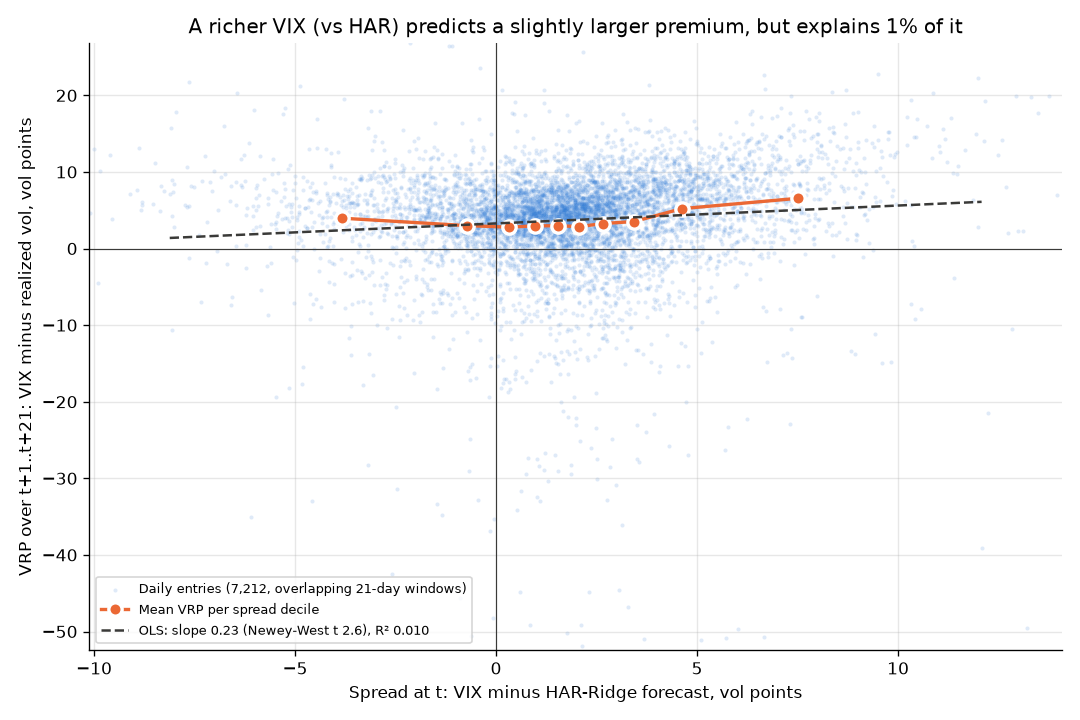 A richer VIX (vs HAR) predicts a slightly larger premium, but explains 1% of it
VRP over t+1..t+21: VIX minus realized vol, vol points
20
10
0
−10
−20
−30
−40
−50
Daily entries (7,212, overlapping 21-day windows)
Mean VRP per spread decile
OLS: slope 0.23 (Newey-West t 2.6), R² 0.010
−10
−5
0
5
10
Spread at t: VIX minus HAR-Ridge forecast, vol points